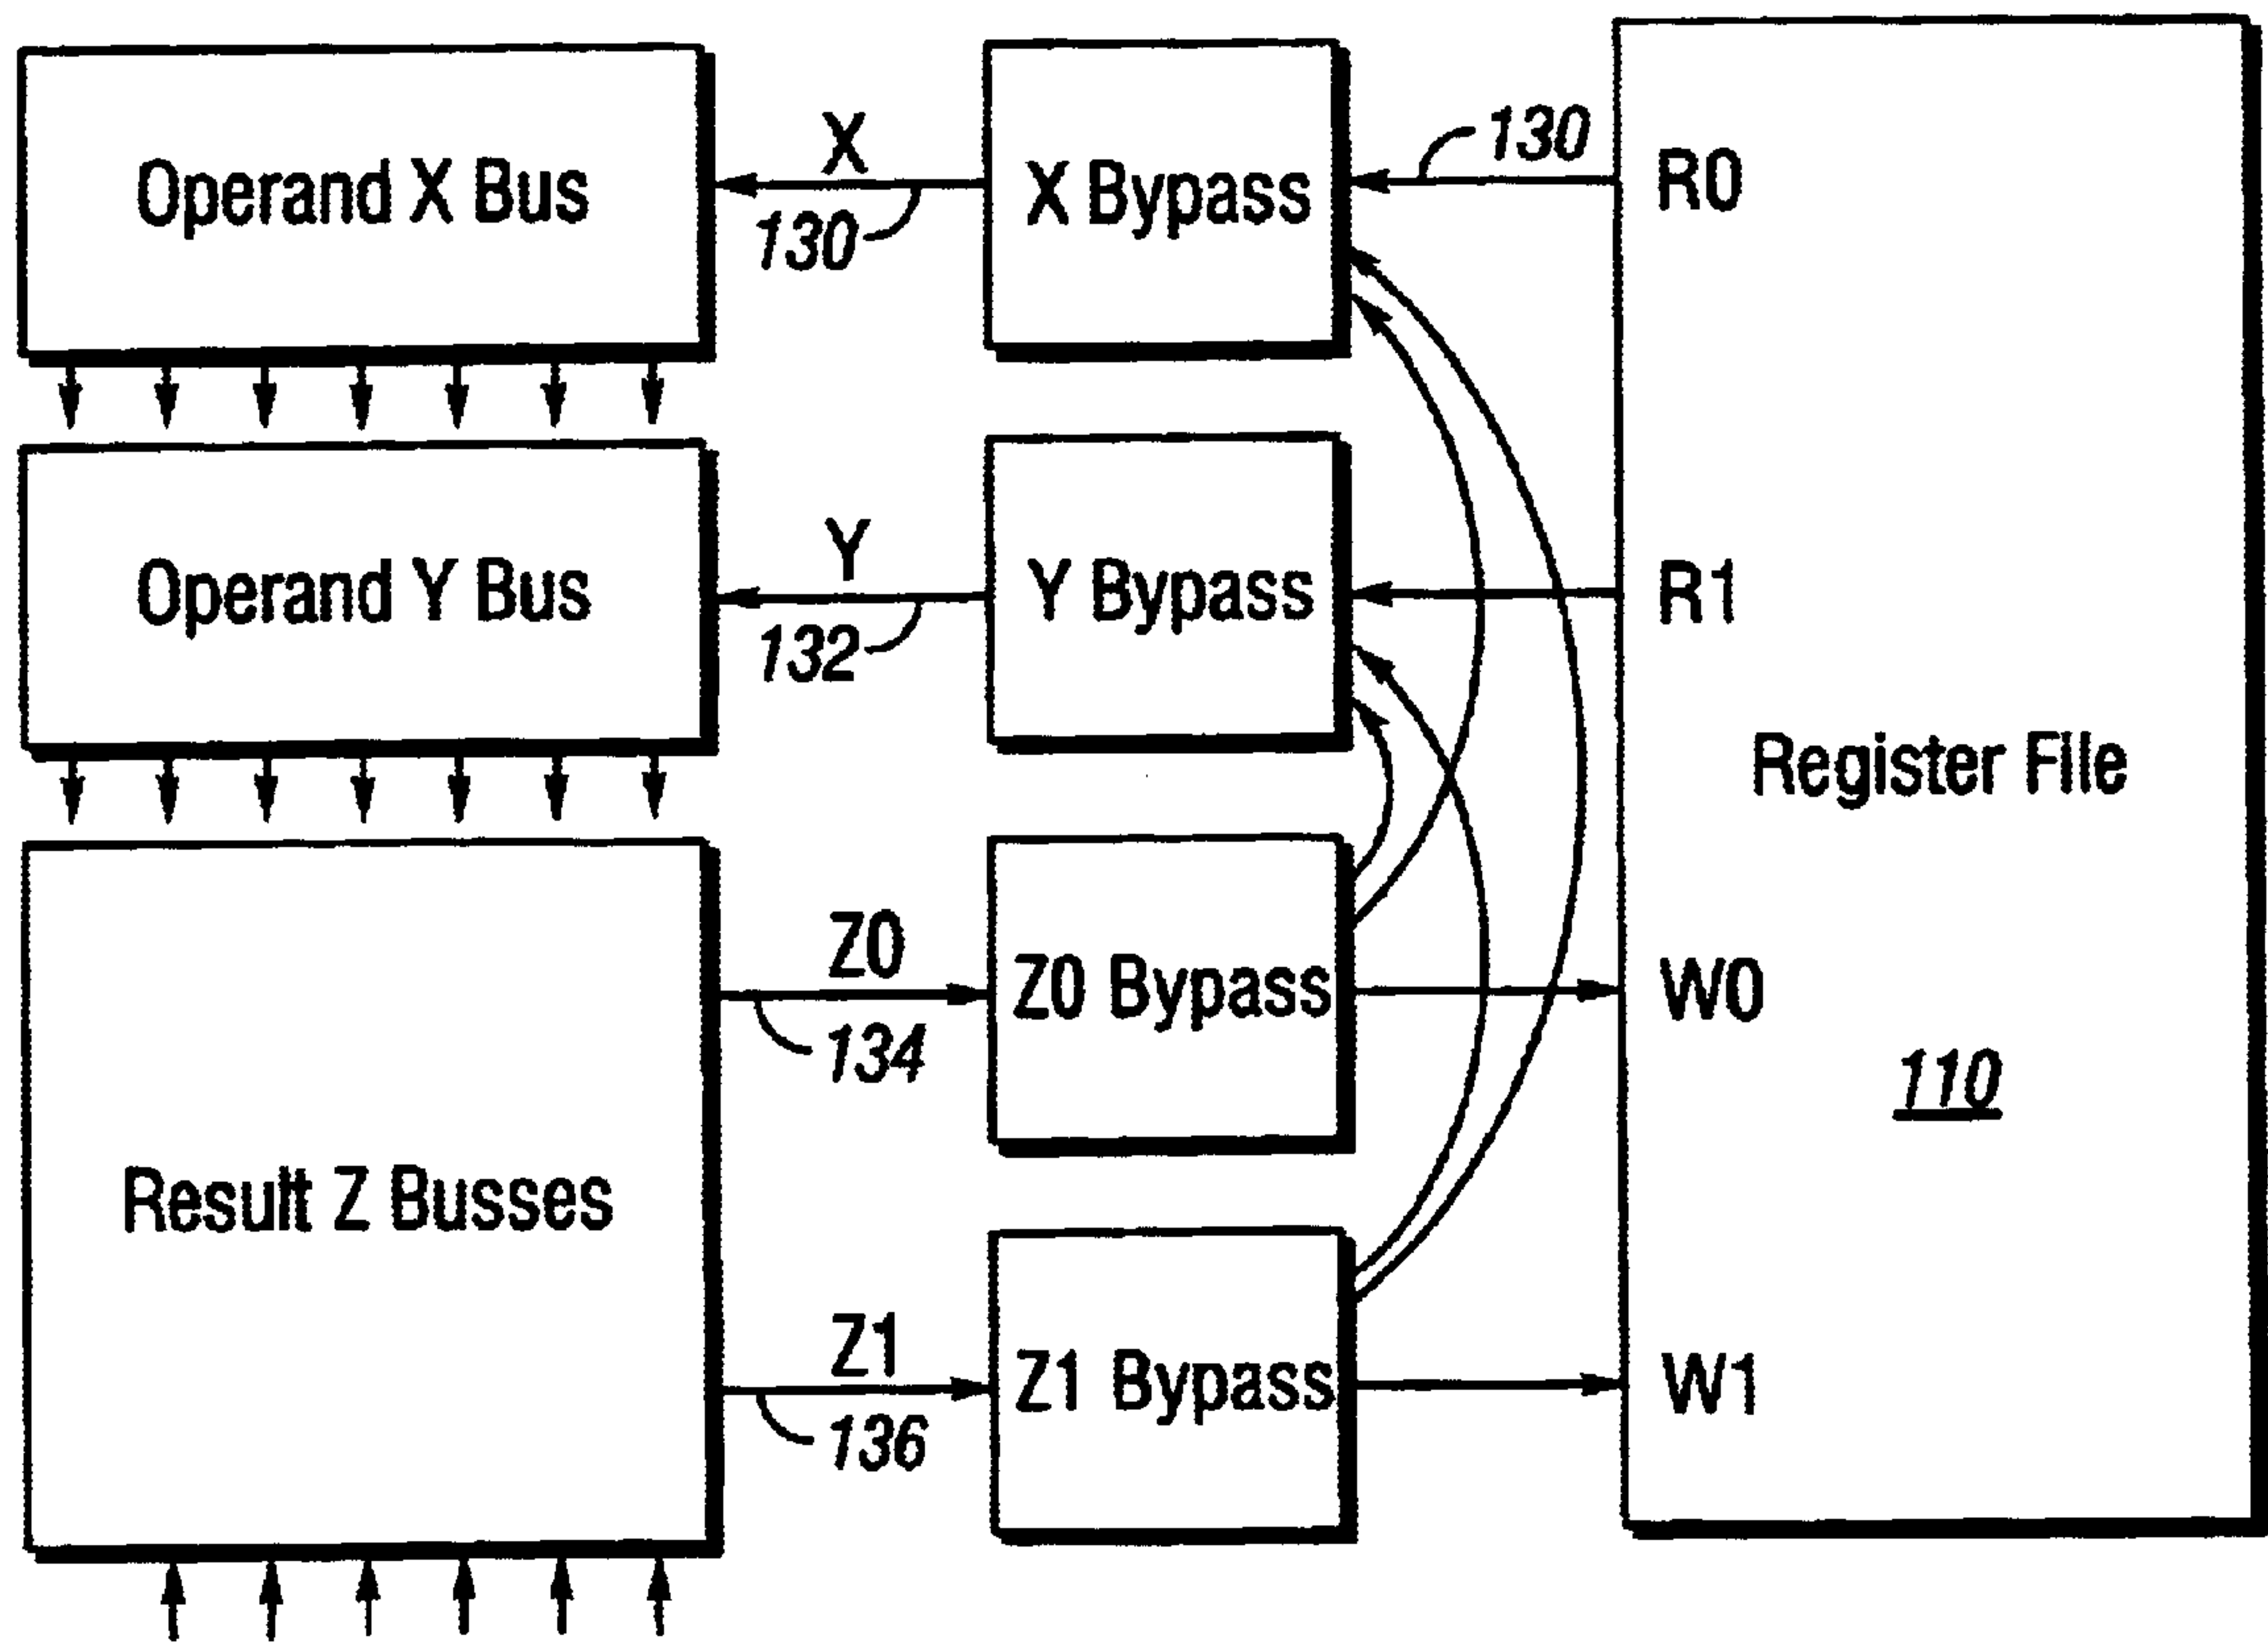 Operand X Bus
X
130
X Bypass
130
R0
Operand Y Bus
Y
132
Y Bypass
R1
Register File
Result Z Busses
Z0
134
Z0 Bypass
W0
110
Z1
136
Z1 Bypass
W1